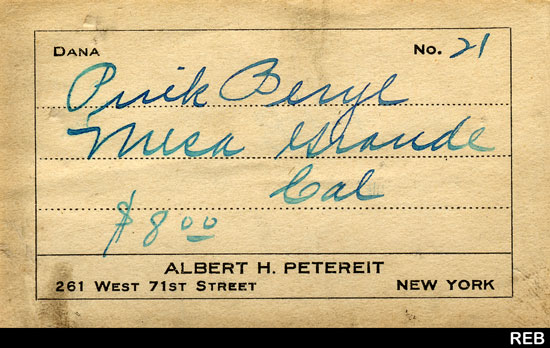 DANA No. 21
Pink Beryl
Mesa Grande
Cal
$8.00
ALBERT H. PETEREIT
261 WEST 71ST STREET NEW YORK
REB